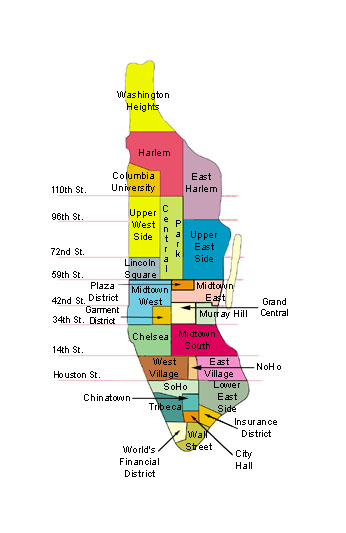 Washington
Heights
Harlem
Columbia
University
East
Harlem
110th St.
Central
Park
96th St.
Upper
West
Side
Upper
East
Side
72nd St.
Lincoln
Square
59th St.
Plaza
District
Midtown
West
Midtown
East
42nd St.
Grand
Central
Garment
District
Murray Hill
34th St.
Chelsea
Midtown
South
14th St.
West
Village
East
Village
NoHo
Houston St.
SoHo
Lower
East
Side
Chinatown
Tribeca
Insurance
District
Wall
Street
World's
Financial
District
City
Hall